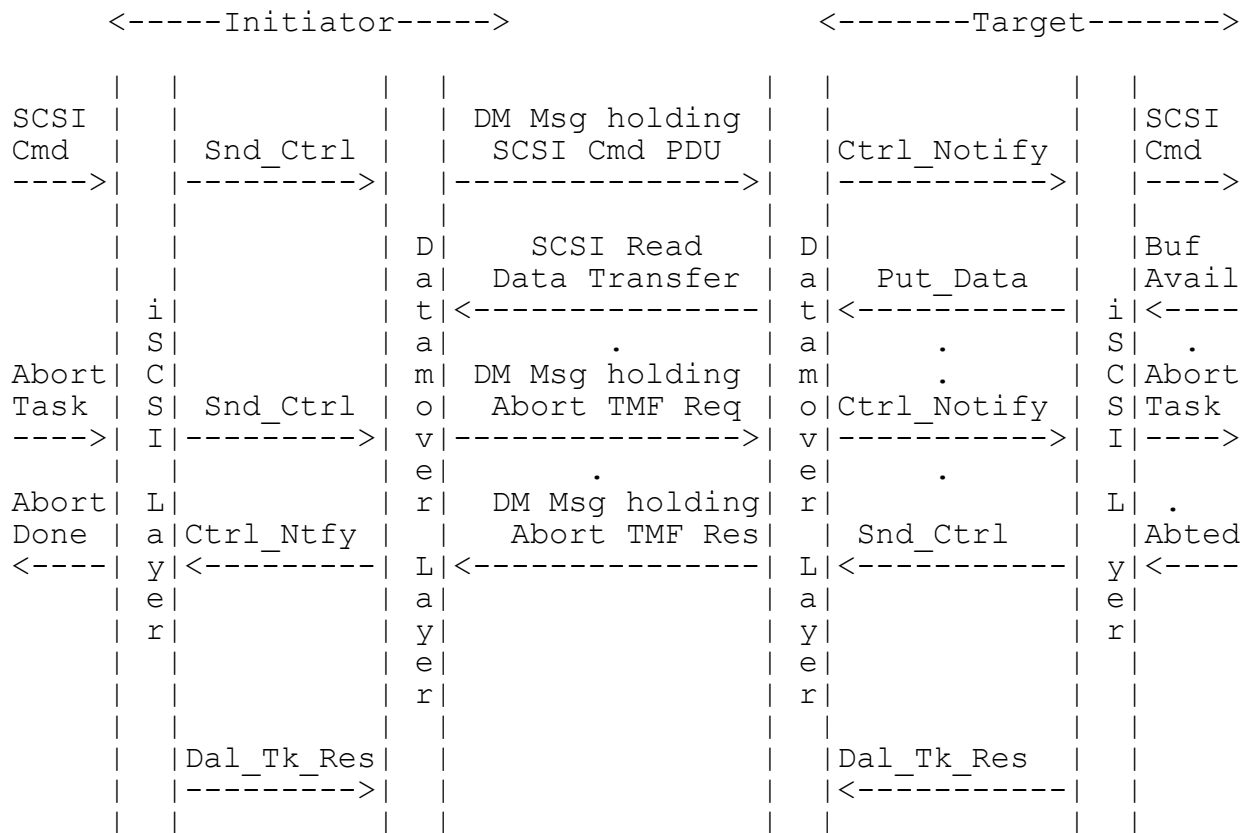 <-----Initiator----->                   <-------Target------->

      |  |          |  |                   |  |            |  |
SCSI  |  |          |  | DM Msg holding    |  |            |  |SCSI
Cmd   |  | Snd_Ctrl |  |  SCSI Cmd PDU     |  |Ctrl_Notify |  |Cmd
---->|  |--------->|  |--------------->|  |----------->|  |---->
      |  |          |  |                |  |            |  |
      |  |          | D|   SCSI Read    | D|            |  |Buf
      |  |          | a| Data Transfer  | a|  Put_Data  |  |Avail
      | i|          | t|<---------------| t|<-----------| i|<----
      | S|          | a|       .        | a|     .      | S|  .
Abort| C|          | m| DM Msg holding | m|     .      | C|Abort
Task | S| Snd_Ctrl | o|  Abort TMF Req | o|Ctrl_Notify | S|Task
---->| I|--------->| v|--------------->| v|----------->| I|---->
      |  |          | e|       .        | e|     .      |  |
Abort| L|          | r|  DM Msg holding| r|            | L|  .
Done | a|Ctrl_Ntfy |  |   Abort TMF Res|  | Snd_Ctrl   |  |Abted
<----| y|<---------| L|<---------------| L|<-----------| y|<----
      | e|          | a|                | a|            | e|
      | r|          | y|                | y|            | r|
      |  |          | e|                | e|            |  |
      |  |          | r|                | r|            |  |
      |  |          |  |                |  |            |  |
      |  |Dal_Tk_Res|  |                |  |Dal_Tk_Res  |  |
      |  |--------->|  |                |  |<-----------|  |
      |  |          |  |                |  |            |  |